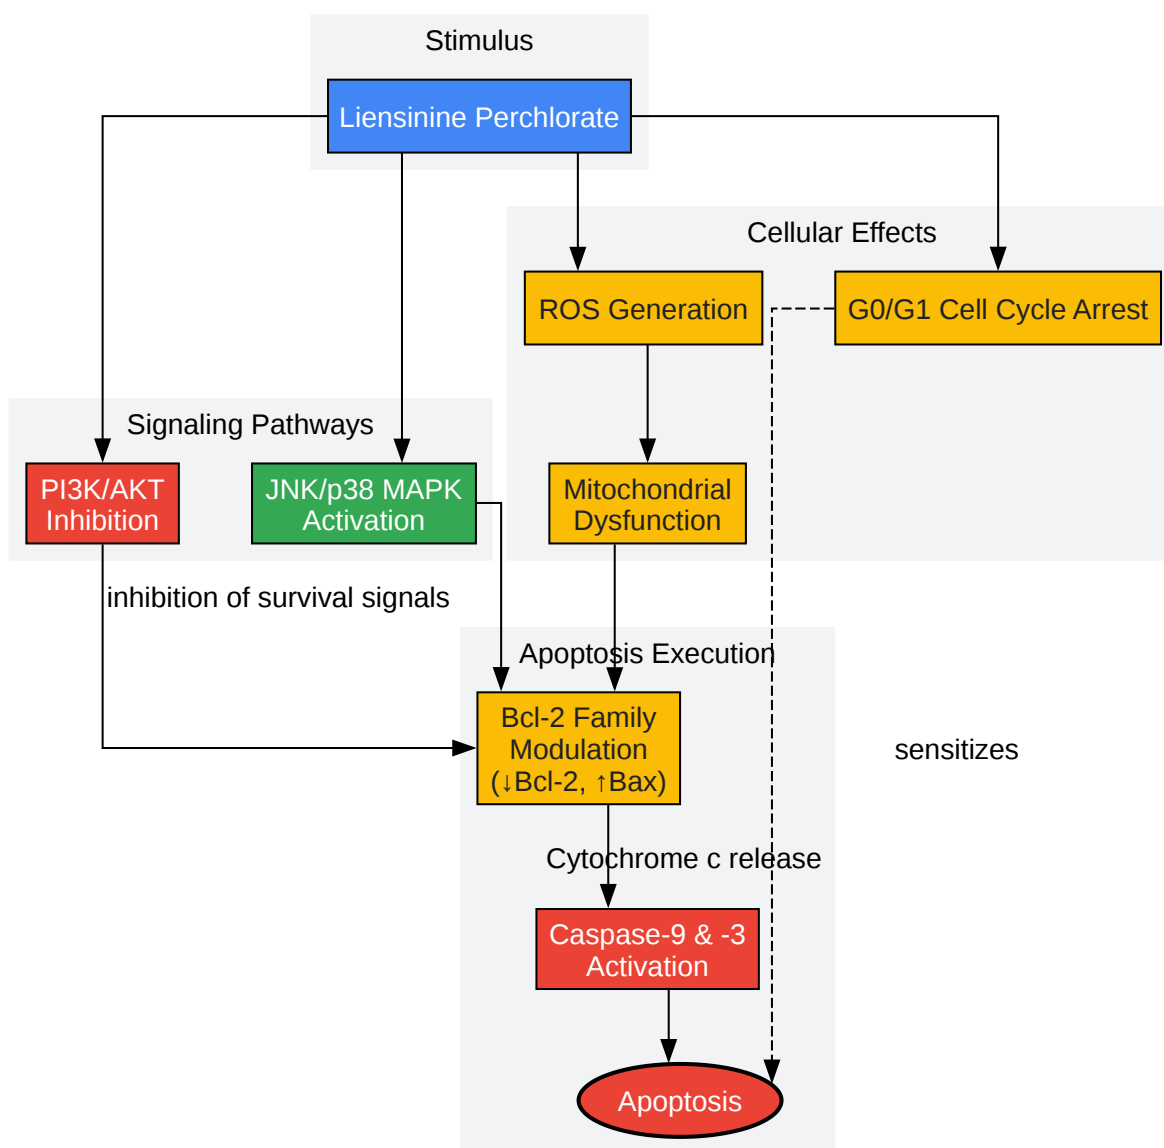 Stimulus
Liensinine Perchlorate
Cellular Effects
ROS Generation
G0/G1 Cell Cycle Arrest
Signaling Pathways
PI3K/AKT
Inhibition
JNK/p38 MAPK
Activation
Mitochondrial
Dysfunction
inhibition of survival signals
Apoptosis Execution
Bcl-2 Family
Modulation
(↓Bcl-2, ↑Bax)
sensitizes
Cytochrome c release
Caspase-9 & -3
Activation
Apoptosis